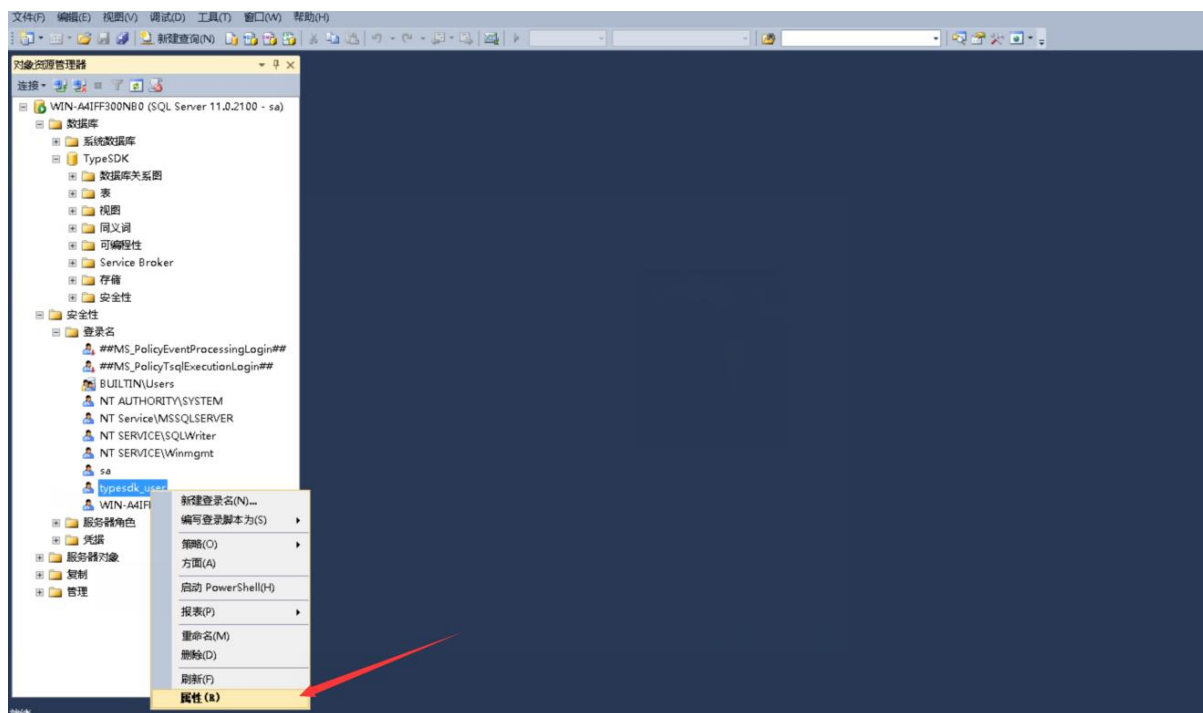 文件(F) 编辑(E) 视图(V) 调试(D) 工具(T) 窗口(W) 帮助(H)
新建查询(N)
对象资源管理器
连接
WIN-A4IFF300NB0 (SQL Server 11.0.2100 - sa)
数据库
系统数据库
TypeSDK
数据库关系图
表
视图
同义词
可编程性
Service Broker
存储
安全性
安全性
登录名
##MS_PolicyEventProcessingLogin##
##MS_PolicyTsqlExecutionLogin##
BUILTIN\Users
NT AUTHORITY\SYSTEM
NT Service\MSSQLSERVER
NT SERVICE\SQLWriter
NT SERVICE\Winmgmt
sa
typesdk_user
WIN-A4IF
服务器角色
凭据
服务器对象
复制
管理
新建登录名(N)...
编写登录脚本为(S)
策略(O)
方面(A)
启动 PowerShell(H)
报表(P)
重命名(M)
删除(D)
刷新(F)
属性(R)